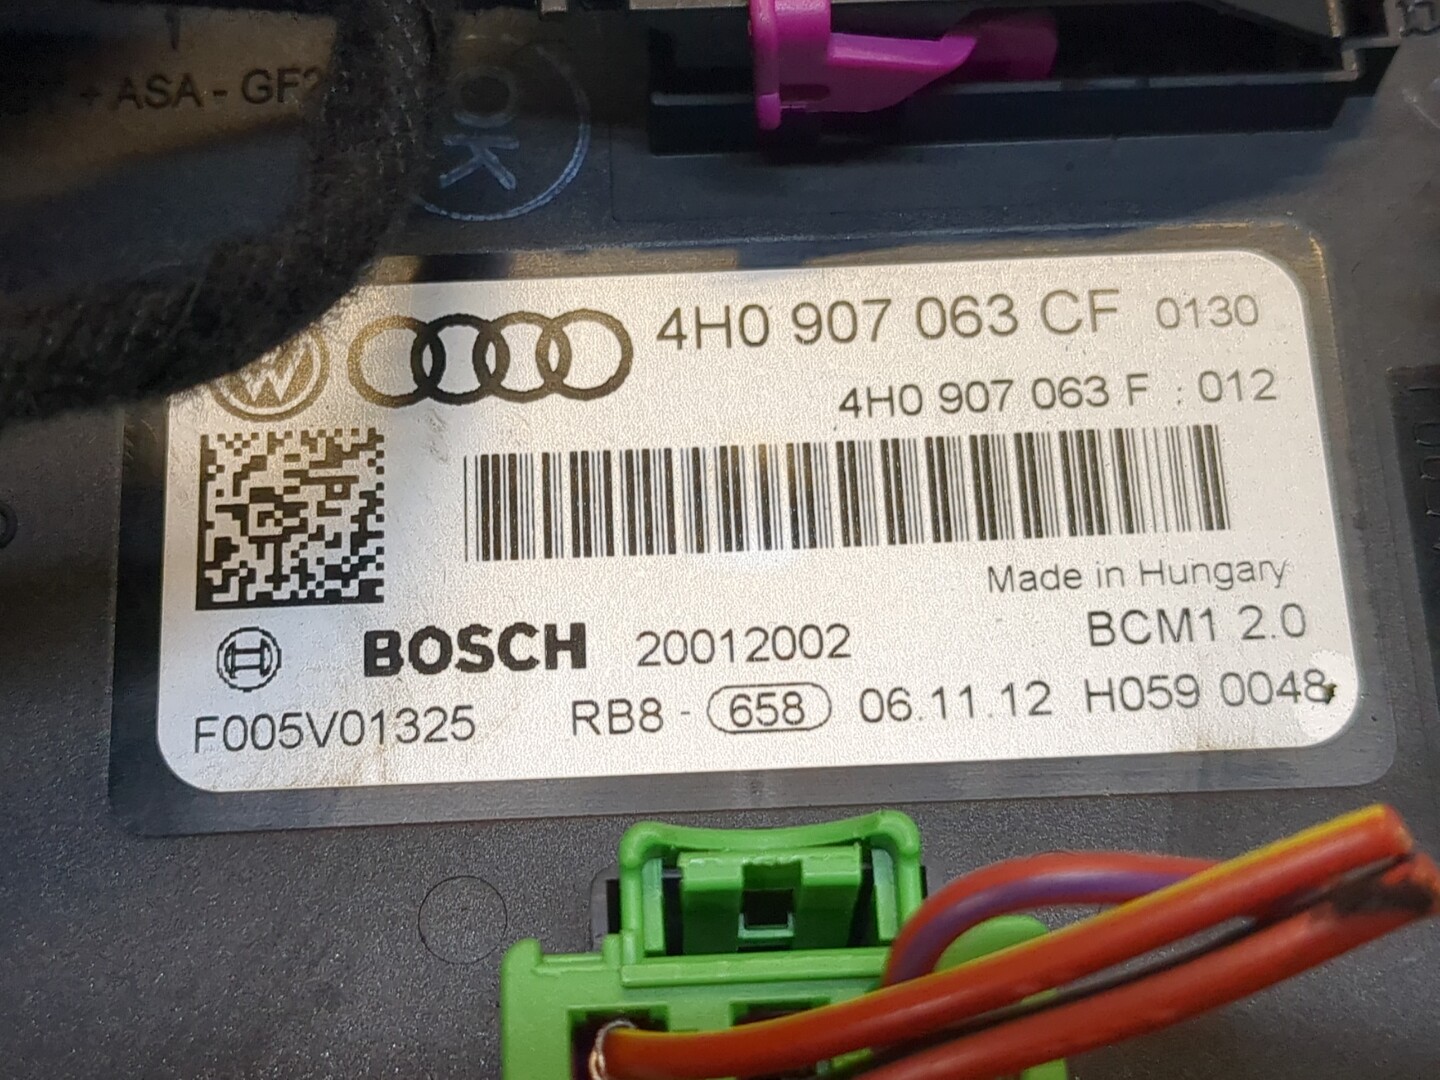 + ASA - GF
OK
4H0 907 063 CF 0130
4H0 907 063 F : 012
Made in Hungary
BOSCH 20012002 BCM1 2.0
F005V01325 RB8 - 658 06.11.12 H059 0048